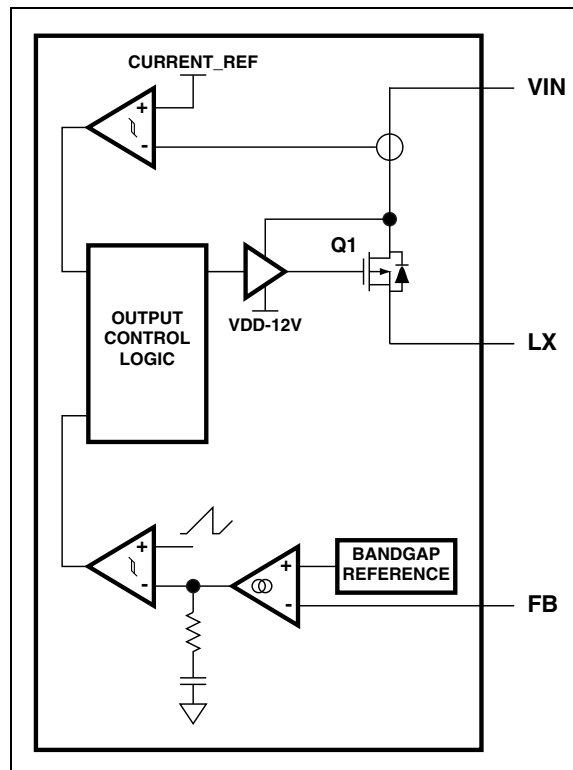 CURRENT_REF
VIN
+
-
Q1
OUTPUT
CONTROL
LOGIC
VDD-12V
LX
+
-
+
-
BANDGAP
REFERENCE
FB